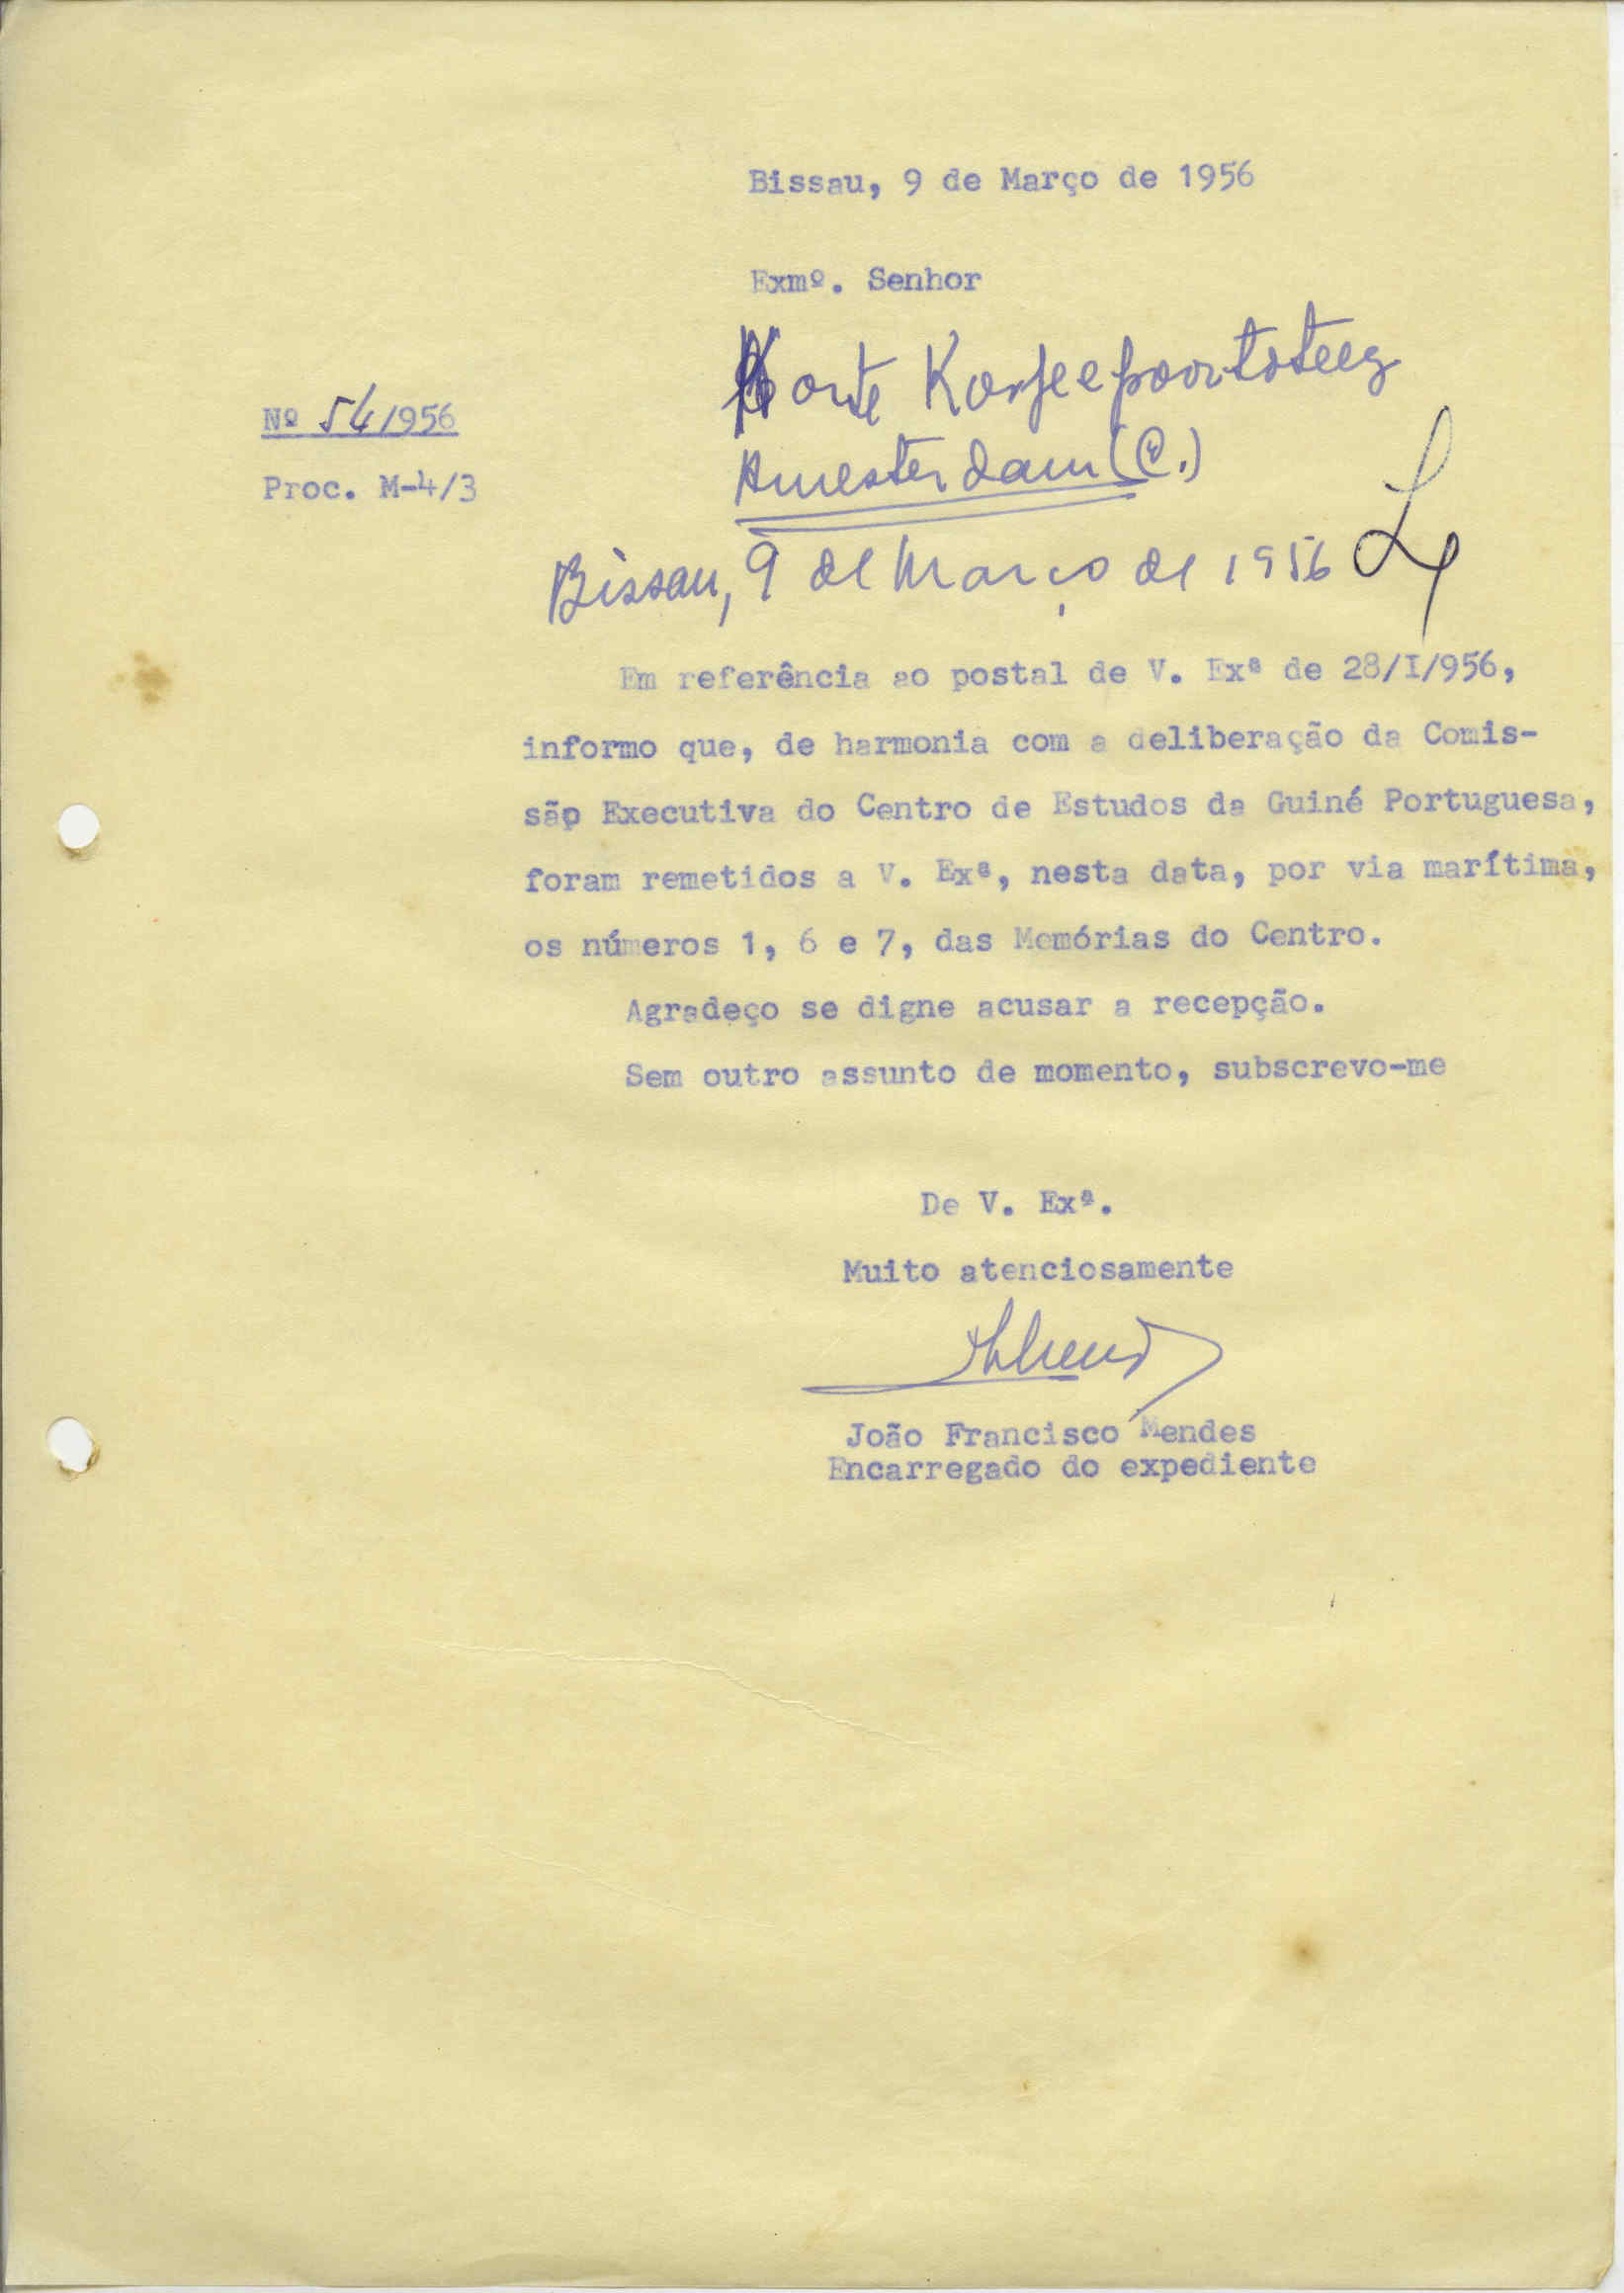 Bissau, 9 de Março de 1956
Exmº. Senhor
Korte Korsjeepoortsteeg
Nº 54/956
Amesterdam (C.)
Proc. M-4/3
Bissau, 9 de Março de 1956
Em referência ao postal de V. Exª de 28/I/956,
informo que, de harmonia com a deliberação da Comis-
sãp Executiva do Centro de Estudos da Guiné Portuguesa,
foram remetidos a V. Exª, nesta data, por via marítima,
os números 1, 6 e 7, das Memórias do Centro.
Agradeço se digne acusar a recepção.
Sem outro assunto de momento, subscrevo-me
De V. Exª.
Muito atenciosamente
João Francisco Mendes
Encarregado do expediente